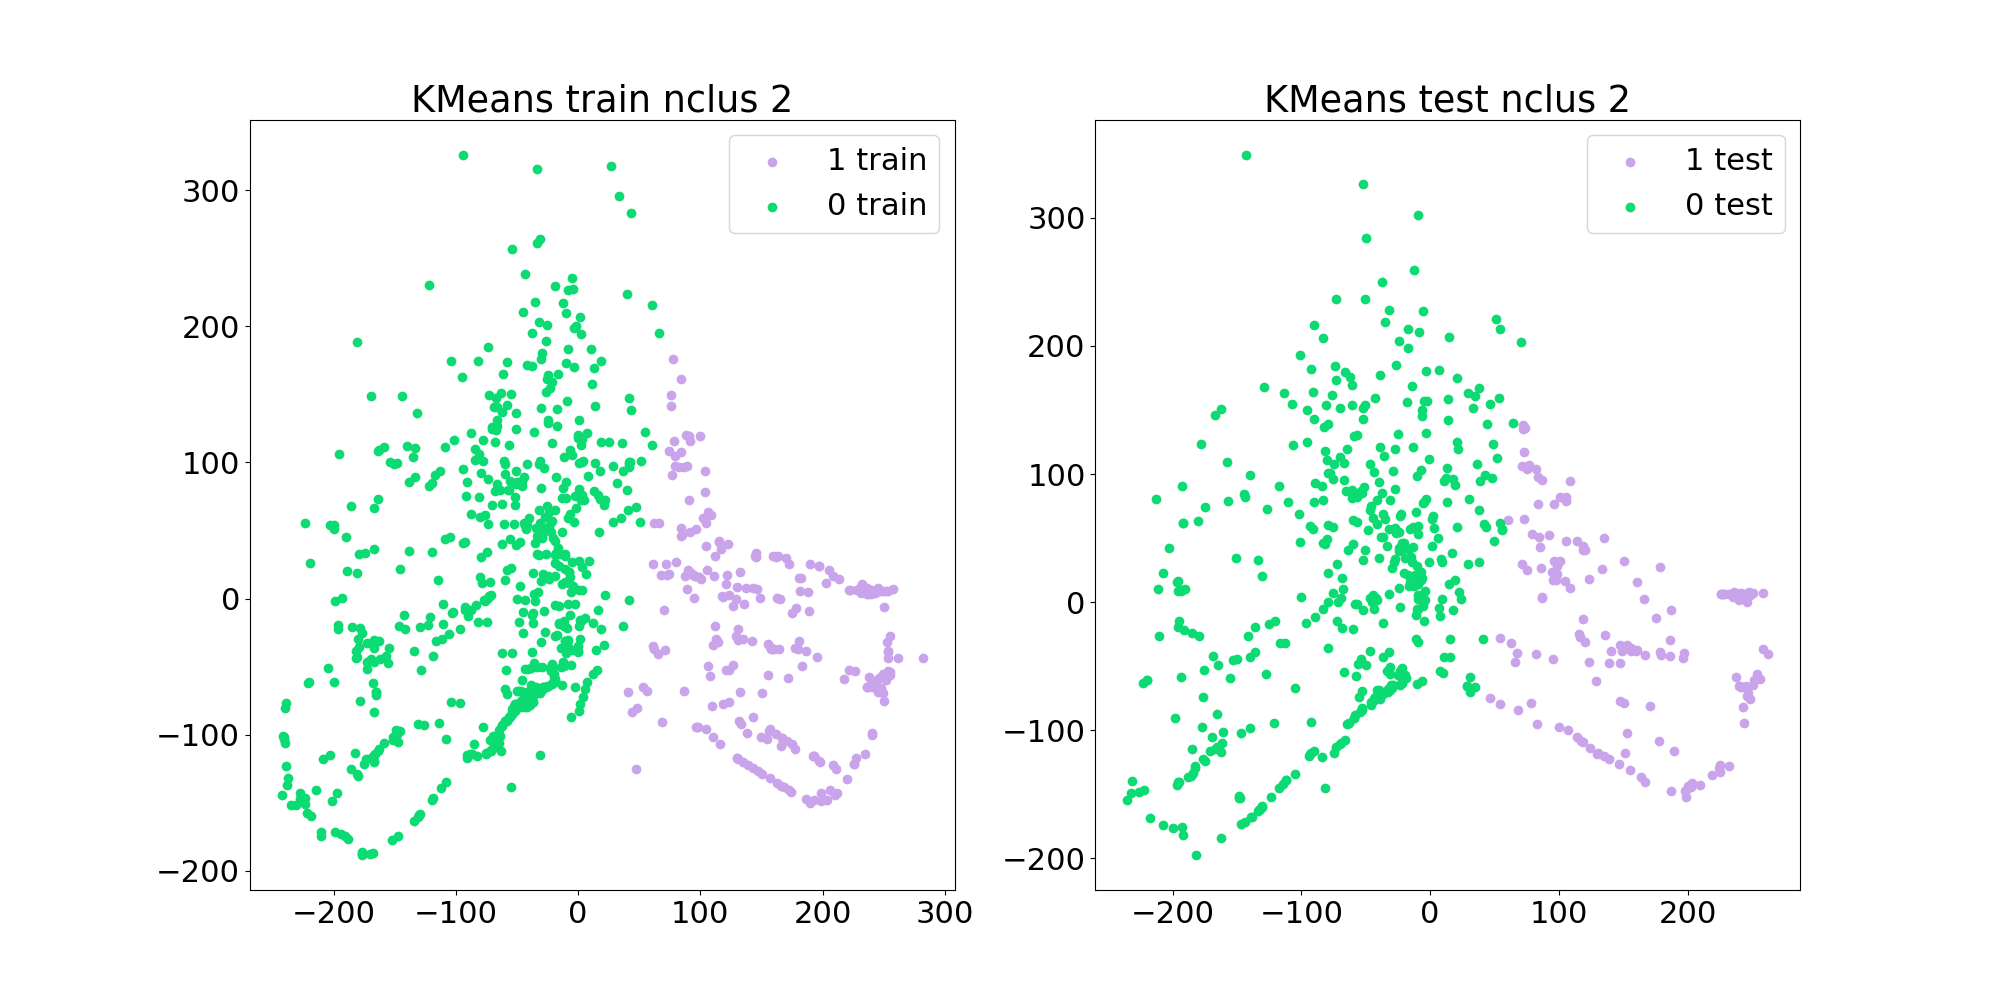 KMeans train nclus 2
1 train
0 train
300
200
100
0
−100
−200
−200 −100 0 100 200 300
KMeans test nclus 2
1 test
0 test
300
200
100
0
−100
−200
−200 −100 0 100 200